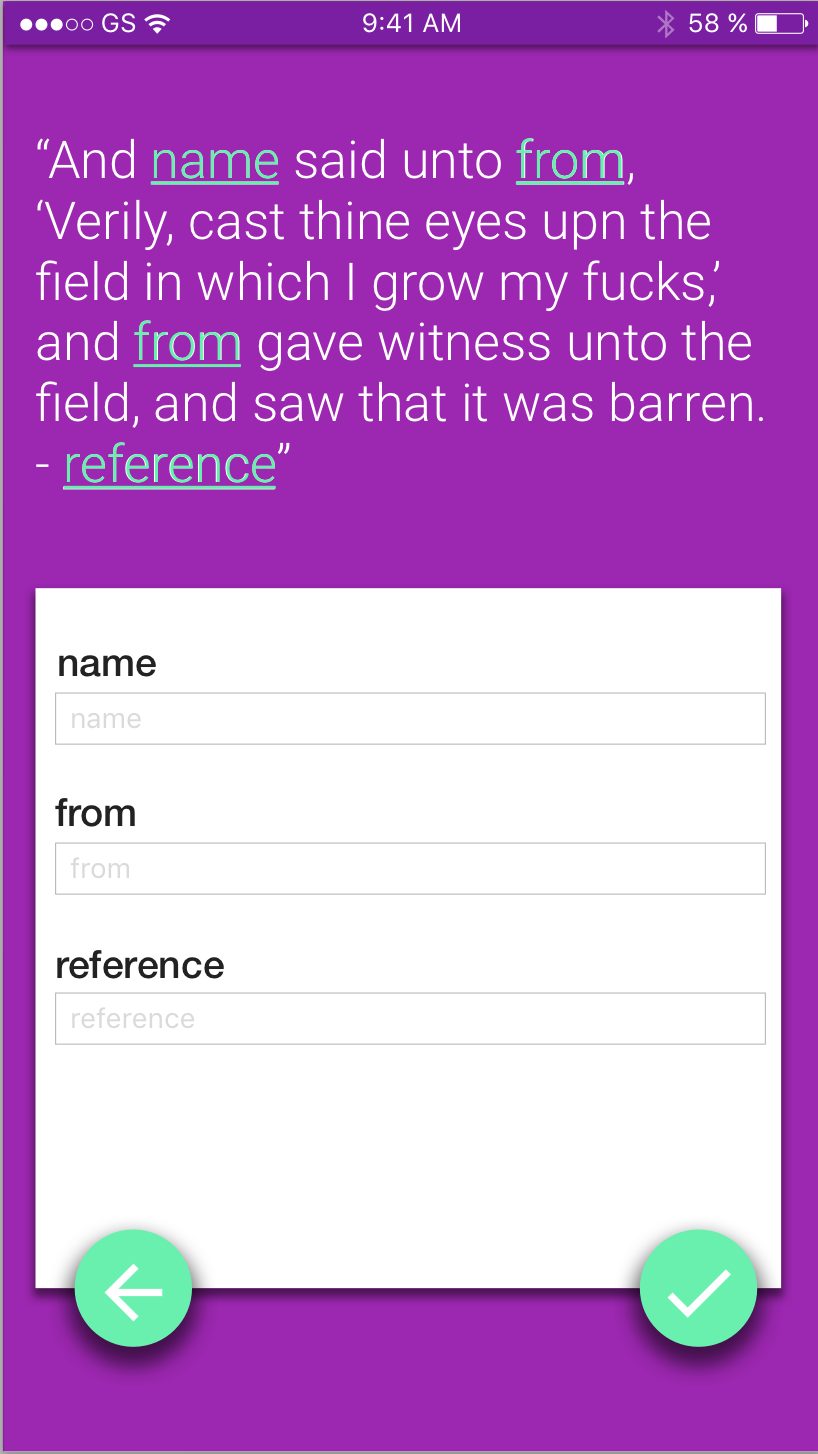 GS 9:41 AM 58 %
“And name said unto from,
‘Verily, cast thine eyes upn the
field in which I grow my fucks,’
and from gave witness unto the
field, and saw that it was barren.
- reference”
name
name
from
from
reference
reference